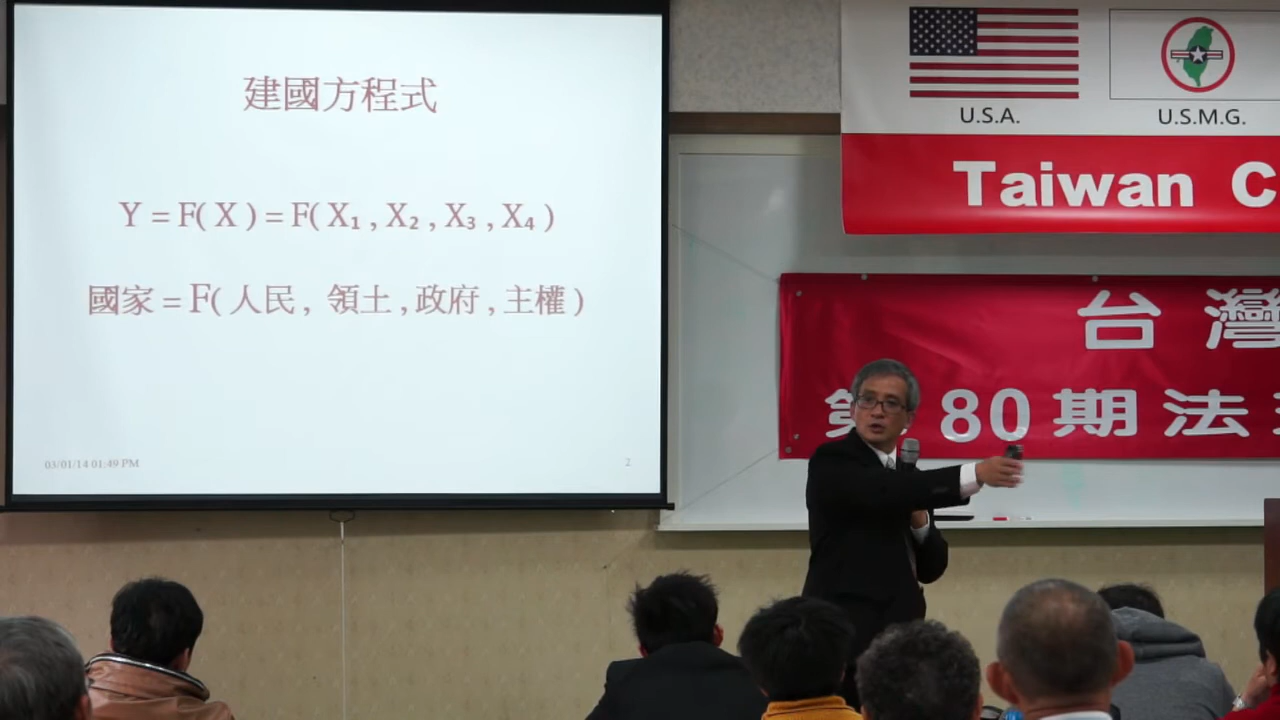 建國方程式
Y = F( X ) = F( X₁ , X₂ , X₃ , X₄ )
國家 = F( 人民 , 領土 , 政府 , 主權 )
03/01/14 01:49 PM
2
U.S.A.
U.S.M.G.
Taiwan C
台灣
第 80 期 法